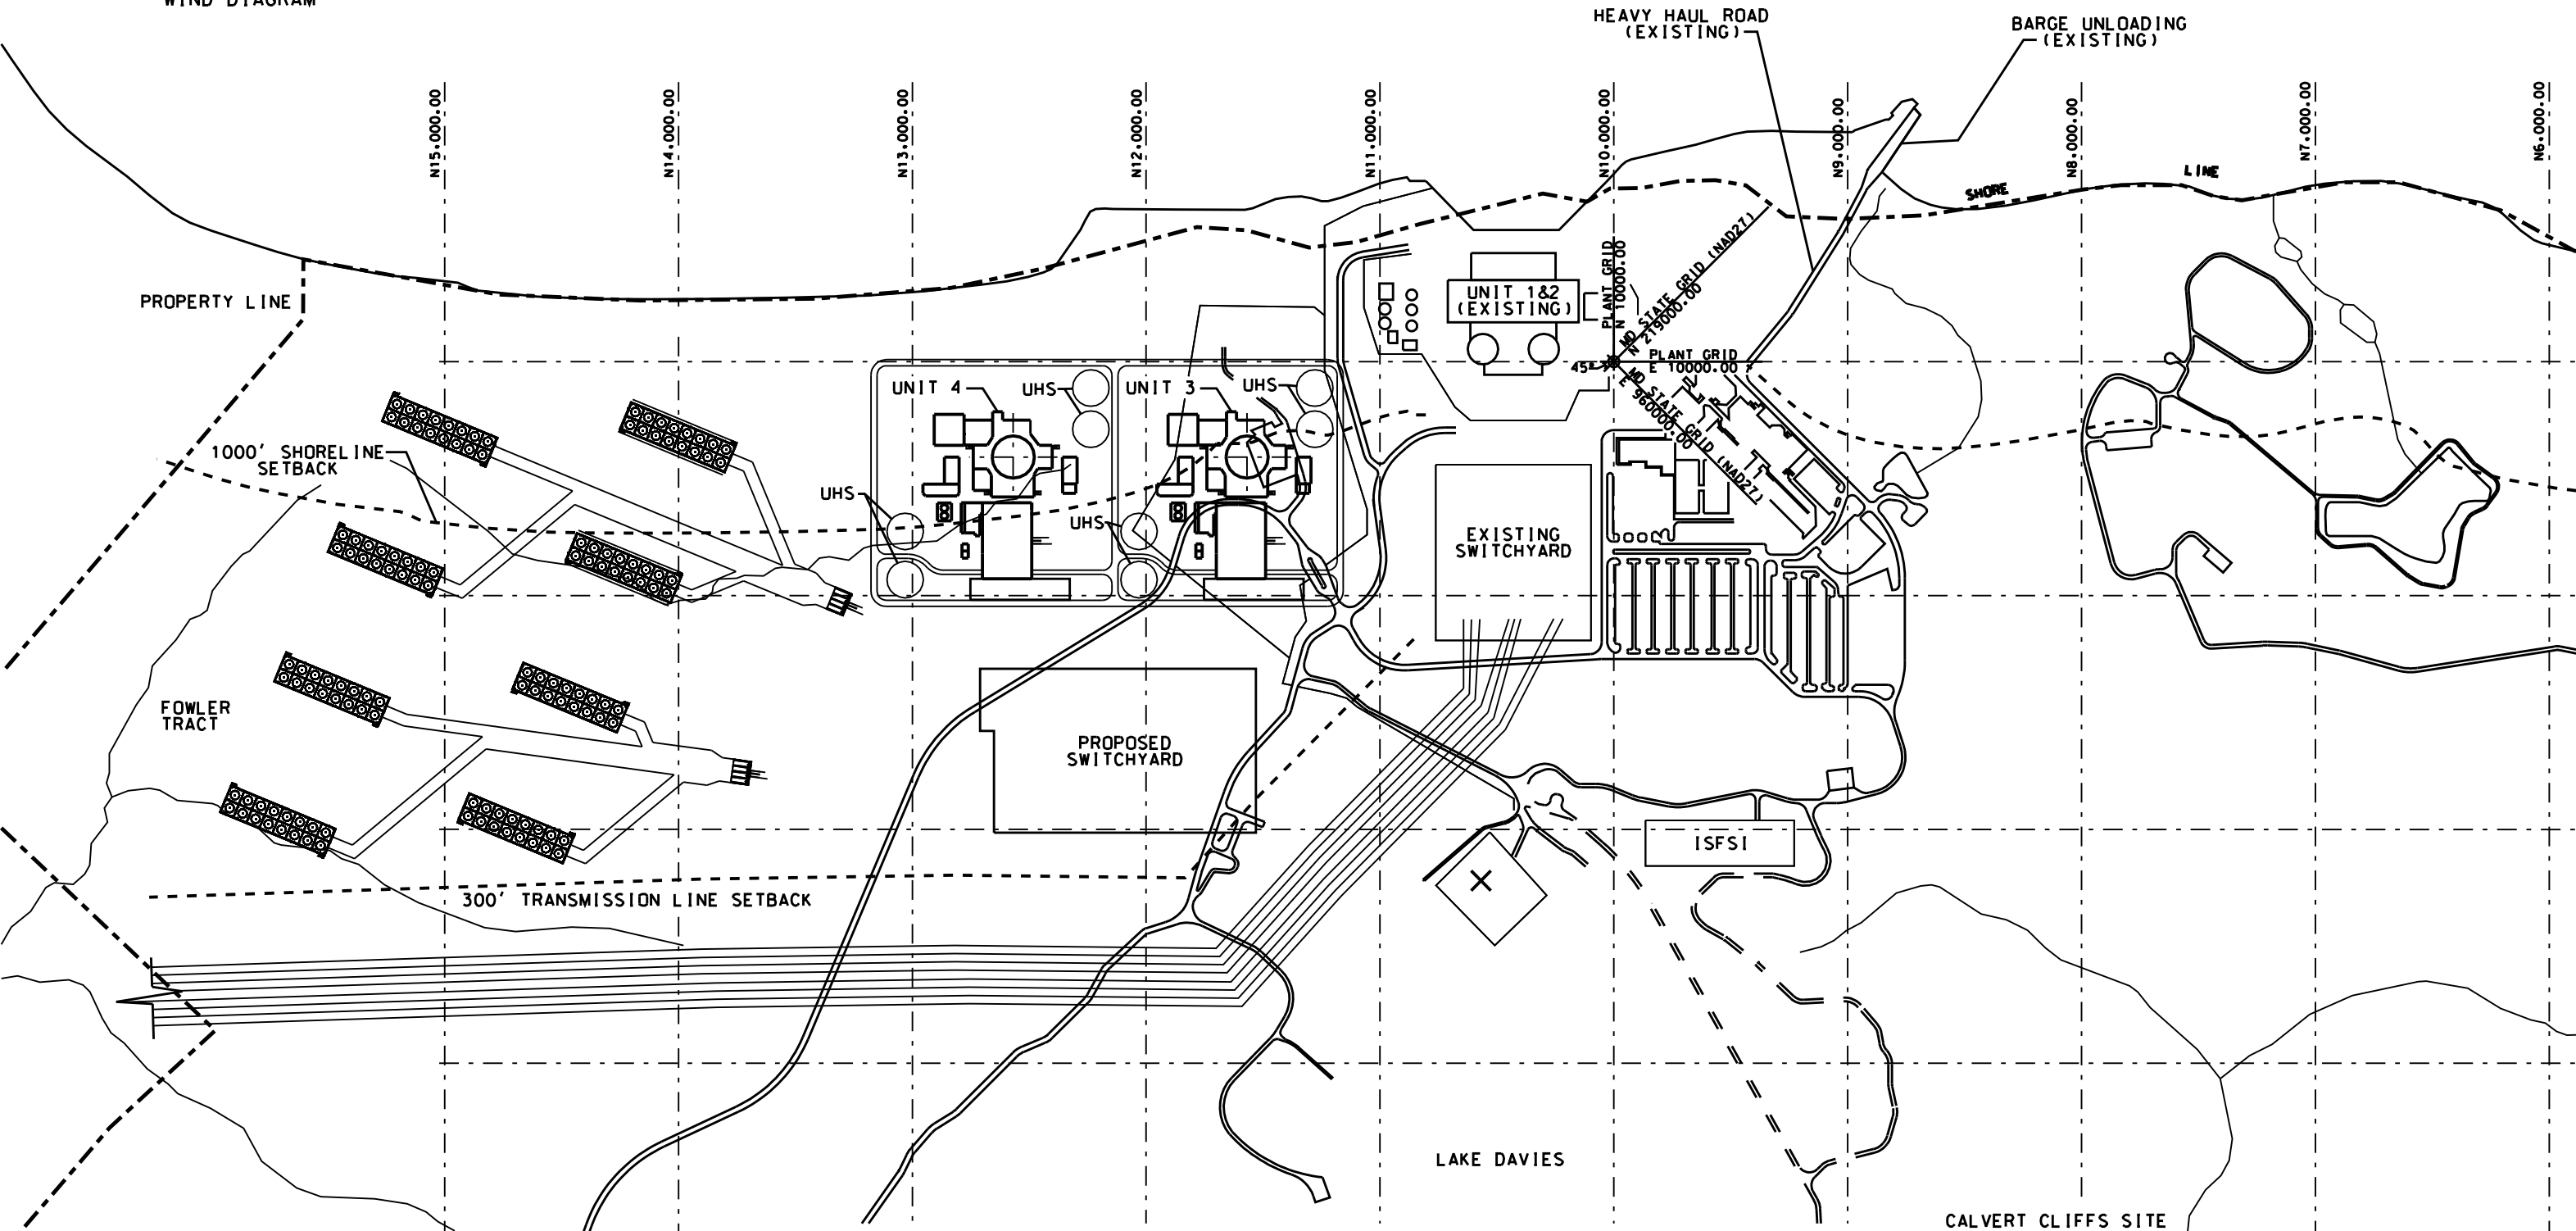 WIND DIAGRAM
HEAVY HAUL ROAD
(EXISTING)
BARGE UNLOADING
(EXISTING)
N15.000.00
N14.000.00
N13.000.00
N12.000.00
N11.000.00
N10.000.00
N9.000.00
N8.000.00
N7.000.00
N6.000.00
SHORE LINE
PROPERTY LINE
UNIT 1&2
(EXISTING)
PLANT GRID
N 10000.00
MD STATE GRID (NAD27)
N 219000.00
PLANT GRID
E 10000.00
45°
MD STATE GRID (NAD27)
E 960000.00
UNIT 4
UHS
UNIT 3
UHS
1000' SHORELINE
SETBACK
UHS
UHS
EXISTING
SWITCHYARD
FOWLER
TRACT
PROPOSED
SWITCHYARD
ISFSI
300' TRANSMISSION LINE SETBACK
LAKE DAVIES
CALVERT CLIFFS SITE